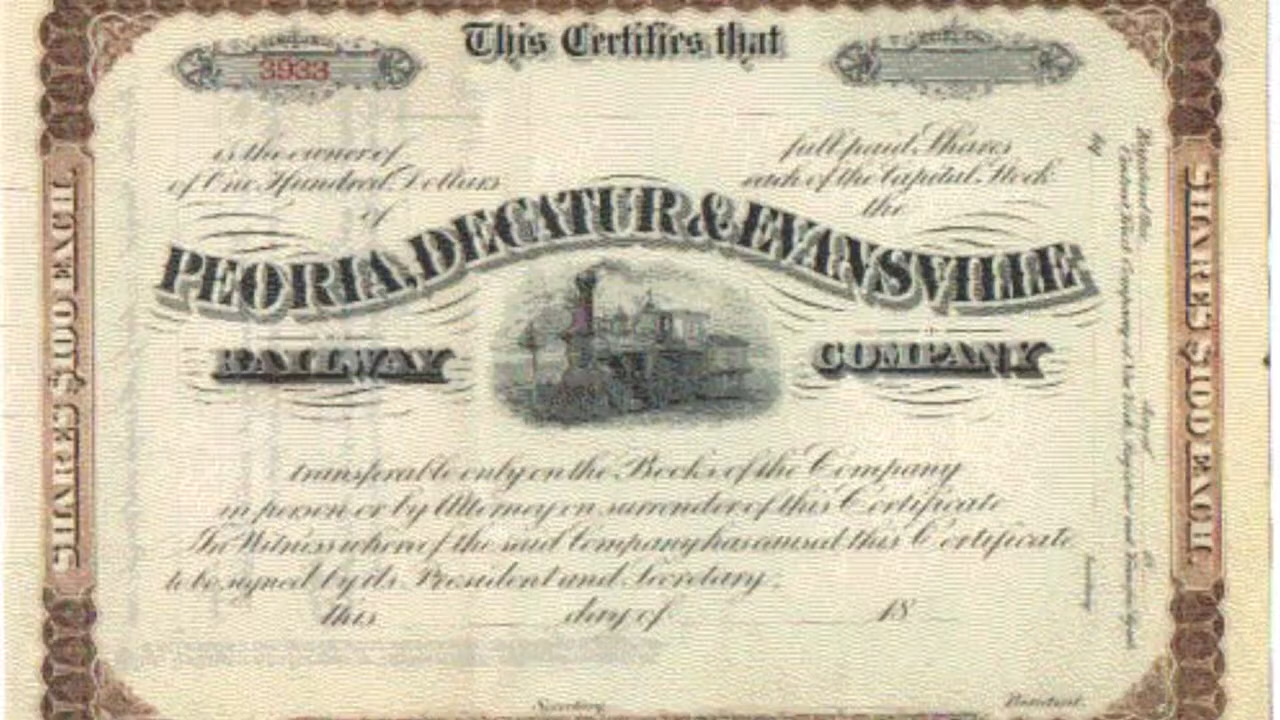 This Certifies that
3933
is the owner of full paid Shares
of One Hundred Dollars each of the Capital Stock
of the
PEORIA, DECATUR & EVANSVILLE
RAILWAY COMPANY
transferable only on the Books of the Company
in person or by Attorney on surrender of this Certificate
In Witness whereof the said Company has caused this Certificate
to be signed by its President and Secretary,
this day of 18
Secretary President
SHARES $100 EACH
SHARES $100 EACH